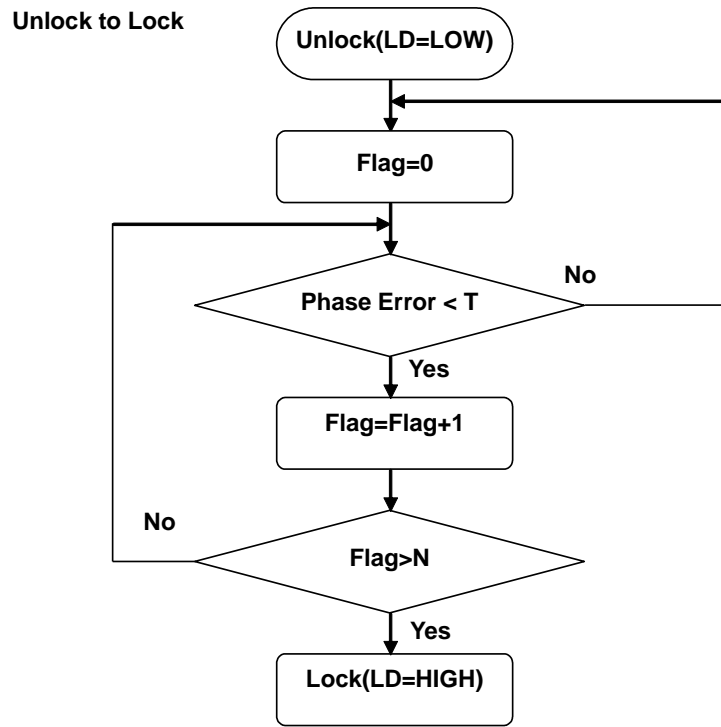 Unlock to Lock
Unlock(LD=LOW)
Flag=0
Phase Error < T
No
Yes
Flag=Flag+1
No
Flag>N
Yes
Lock(LD=HIGH)